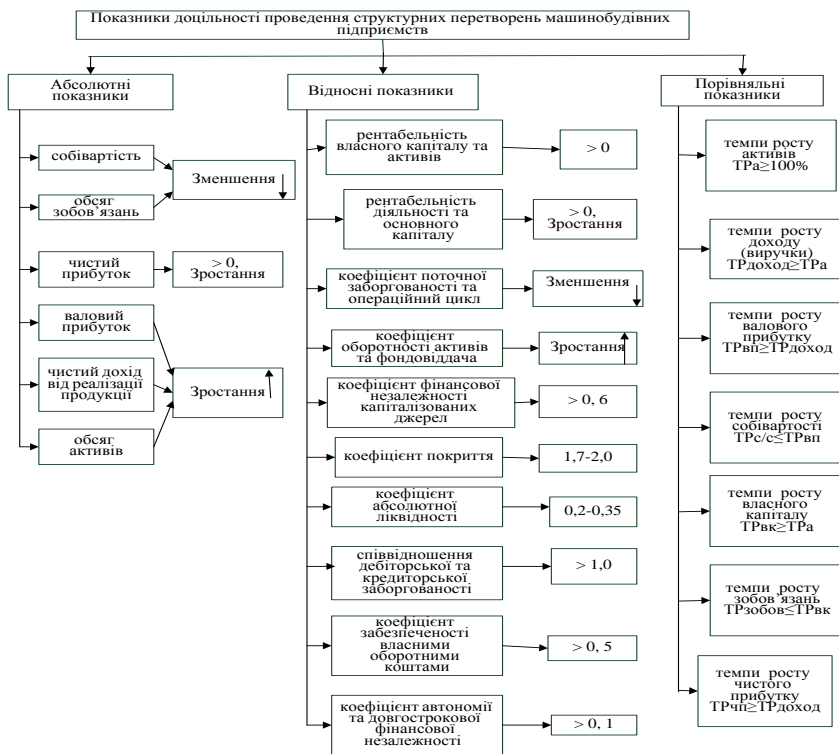 Показники доцільності проведення структурних перетворень машинобудівних
підприємств
Абсолютні
показники
собівартість
обсяг
зобов’язань
Зменшення
чистий
прибуток
> 0,
Зростання
валовий
прибуток
чистий дохід
від реалізації
продукції
обсяг
активів
Зростання
Відносні показники
рентабельність
власного капіталу та
активів
> 0
рентабельність
діяльності та
основного
капіталу
> 0,
Зростання
коефіцієнт поточної
заборгованості та
операційний цикл
Зменшення
коефіцієнт
оборотності активів
та фондовіддача
Зростання
коефіцієнт фінансової
незалежності
капіталізованих
джерел
> 0, 6
коефіцієнт покриття
1,7-2,0
коефіцієнт
абсолютної
ліквідності
0,2-0,35
співвідношення
дебіторської та
кредиторської
заборгованості
> 1,0
коефіцієнт
забезпеченості
власними
оборотними
коштами
> 0, 5
коефіцієнт автономії
та довгострокової
фінансової
незалежності
> 0, 1
Порівняльні
показники
темпи росту
активів
ТРа≥100%
темпи росту
доходу
(виручки)
ТРдоход≥ТРа
темпи росту
валового
прибутку
ТРвп≥ТРдоход
темпи росту
собівартості
ТРс/с≤ТРвп
темпи росту
власного
капіталу
ТРвк≥ТРа
темпи росту
зобов’язань
ТРзобов≤ТРвк
темпи росту
чистого
прибутку
ТРчп≥ТРдоход